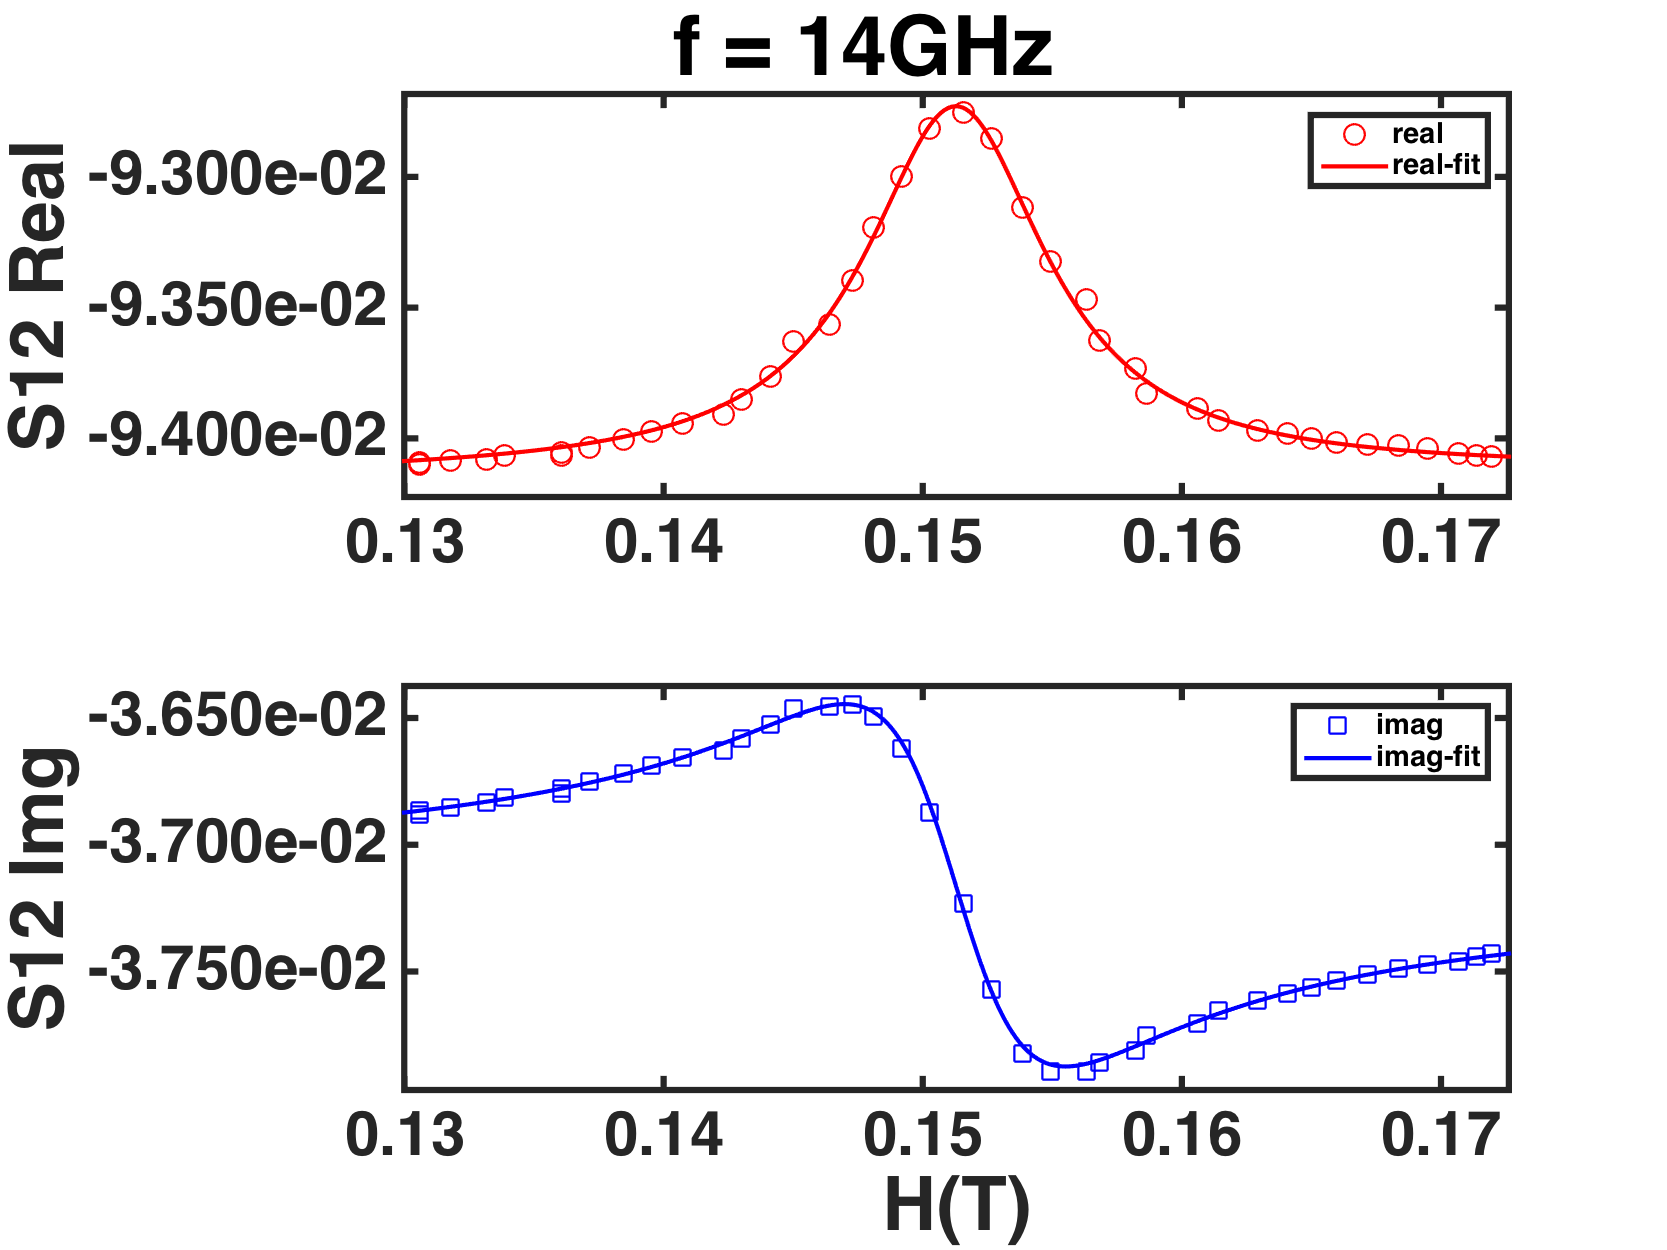 f = 14GHz
S12 Real
-9.300e-02
-9.350e-02
-9.400e-02
real
real-fit
0.13 0.14 0.15 0.16 0.17
S12 Img
-3.650e-02
-3.700e-02
-3.750e-02
imag
imag-fit
0.13 0.14 0.15 0.16 0.17
H(T)